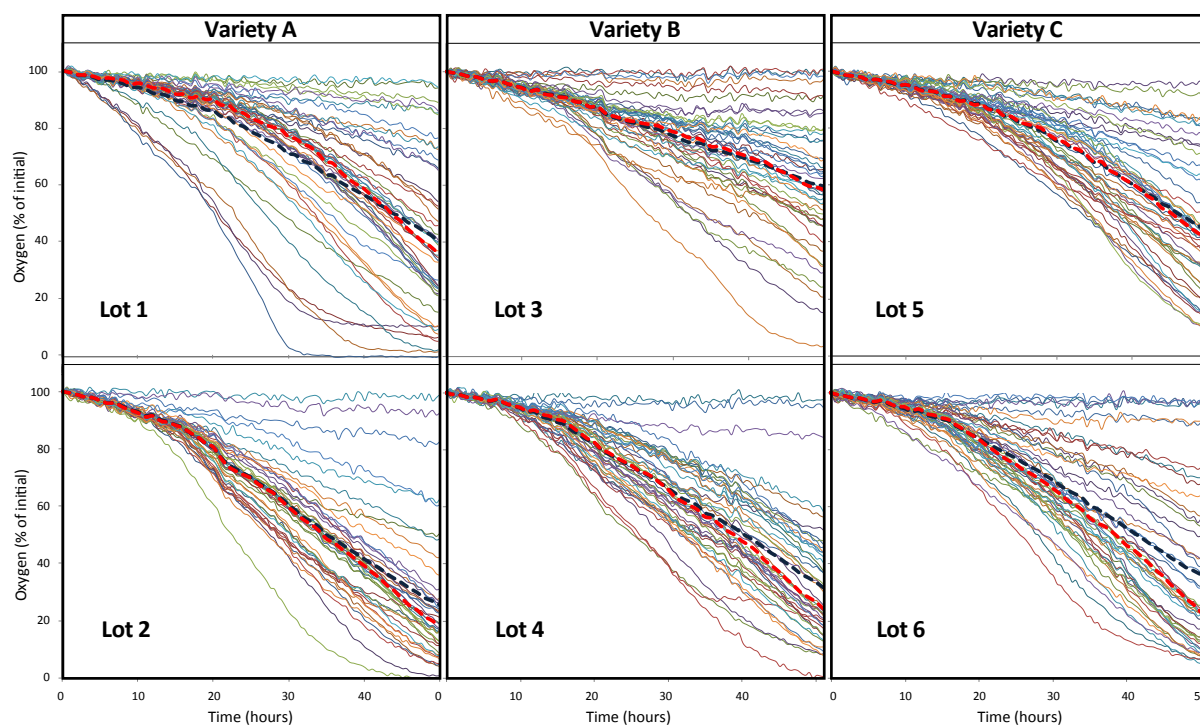 Variety A
Variety B
Variety C
Oxygen (% of initial)
100
80
60
40
20
0
Lot 1
Lot 3
Lot 5
Oxygen (% of initial)
100
80
60
40
20
0
Lot 2
Lot 4
Lot 6
0 10 20 30 40 0 10 20 30 40 0 10 20 30 40 5
Time (hours)
Time (hours)
Time (hours)